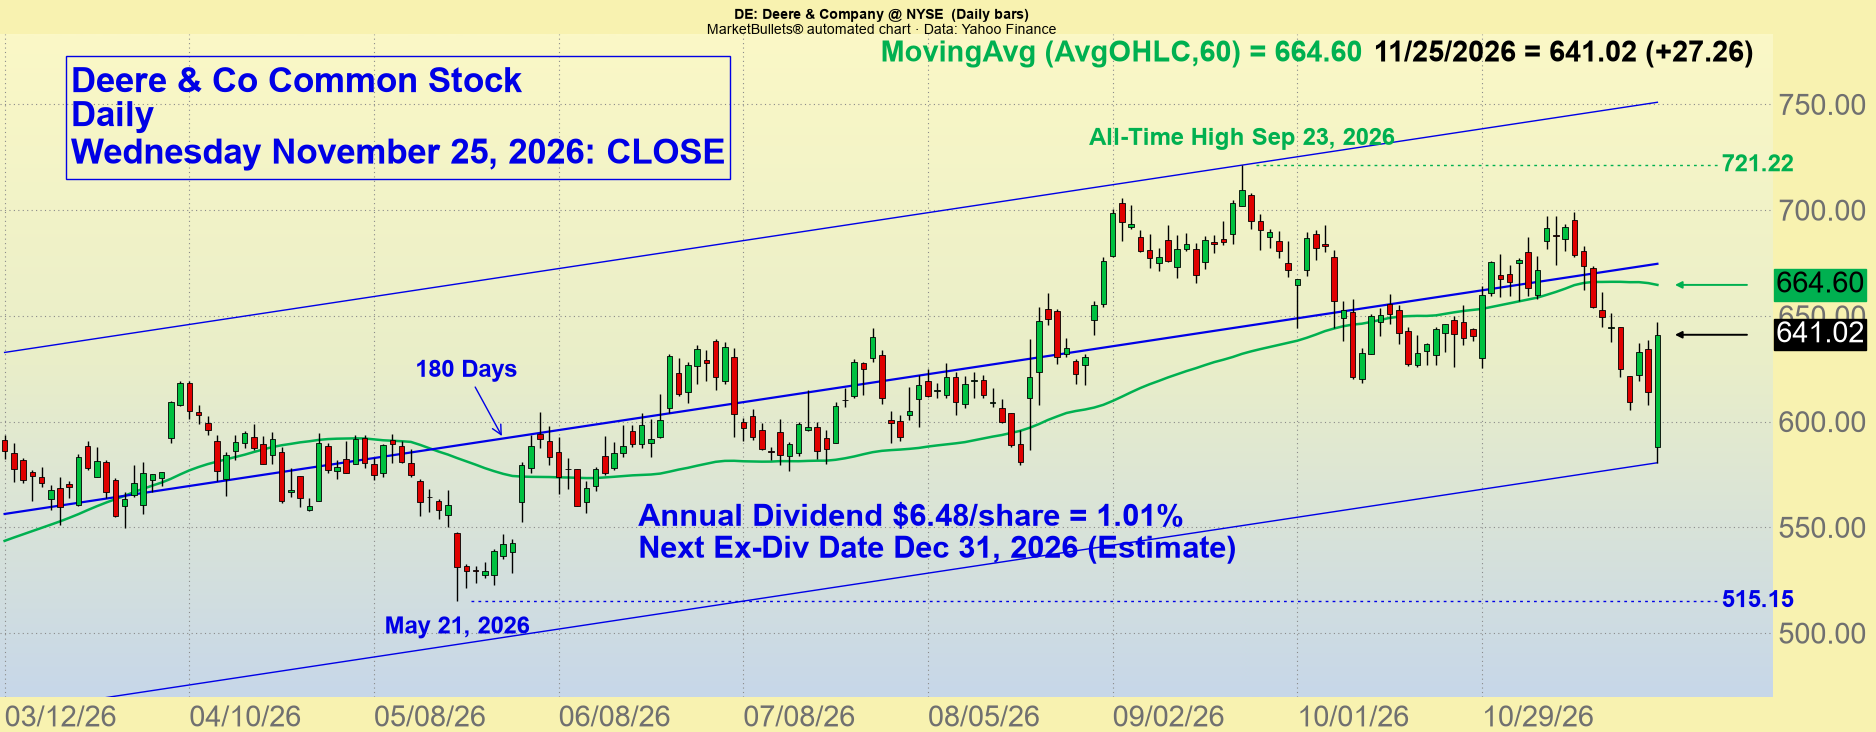 DE: Deere & Company @ NYSE (Daily bars)
MarketBullets® automated chart · Data: Yahoo Finance
MovingAvg (AvgOHLC,60) = 664.60 11/25/2026 = 641.02 (+27.26)
Deere & Co Common Stock
Daily
Wednesday November 25, 2026: CLOSE
750.00
All-Time High Sep 23, 2026
721.22
700.00
664.60
650.00
641.02
180 Days
600.00
Annual Dividend $6.48/share = 1.01%
Next Ex-Div Date Dec 31, 2026 (Estimate)
550.00
515.15
May 21, 2026
500.00
03/12/26 04/10/26 05/08/26 06/08/26 07/08/26 08/05/26 09/02/26 10/01/26 10/29/26